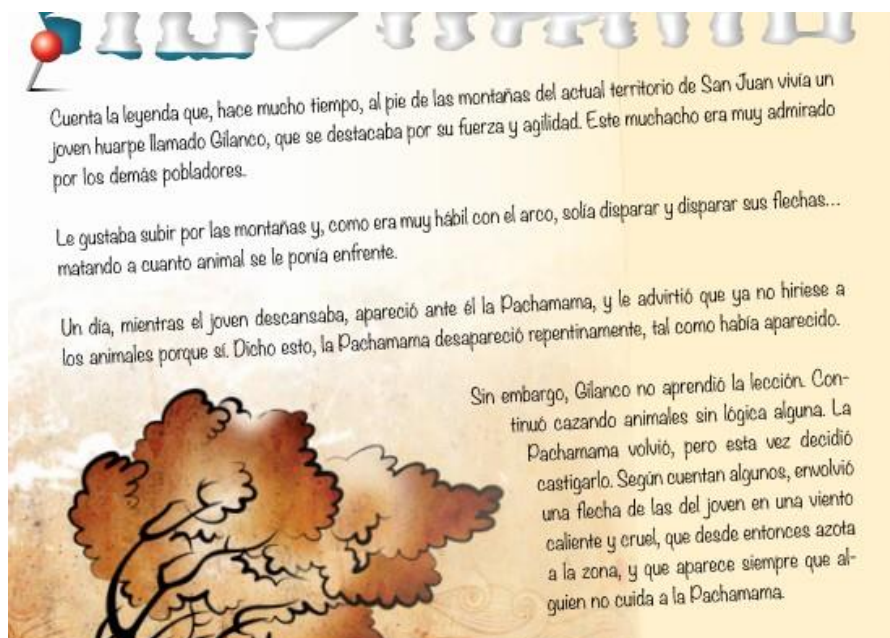 Cuenta la leyenda que, hace mucho tiempo, al pie de las montañas del actual territorio de San Juan vivía un
joven huarpe llamado Gilanco, que se destacaba por su fuerza y agilidad. Este muchacho era muy admirado
por los demás pobladores.
Le gustaba subir por las montañas y, como era muy hábil con el arco, solía disparar y disparar sus flechas...
matando a cuanto animal se le ponía enfrente.
Un día, mientras el joven descansaba, apareció ante él la Pachamama, y le advirtió que ya no hiriese a
los animales porque sí. Dicho esto, la Pachamama desapareció repentinamente, tal como había aparecido.
Sin embargo, Gilanco no aprendió la lección. Con-
tinuó cazando animales sin lógica alguna. La
Pachamama volvió, pero esta vez decidió
castigarlo. Según cuentan algunos, envolvió
una flecha de las del joven en una viento
caliente y cruel, que desde entonces azota
a la zona, y que aparece siempre que al-
guien no cuida a la Pachamama.